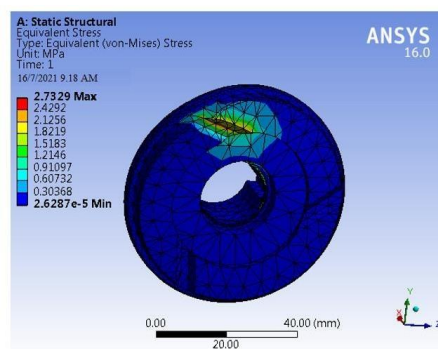 A: Static Structural
Equivalent Stress
Type: Equivalent (von-Mises) Stress
Unit: MPa
Time: 1
16/7/2021 9.18 AM
ANSYS
16.0
2.7329 Max
2.4292
2.1256
1.8219
1.5183
1.2146
0.91097
0.60732
0.30368
2.6287e-5 Min
Y
X
Z
0.00
40.00 (mm)
20.00